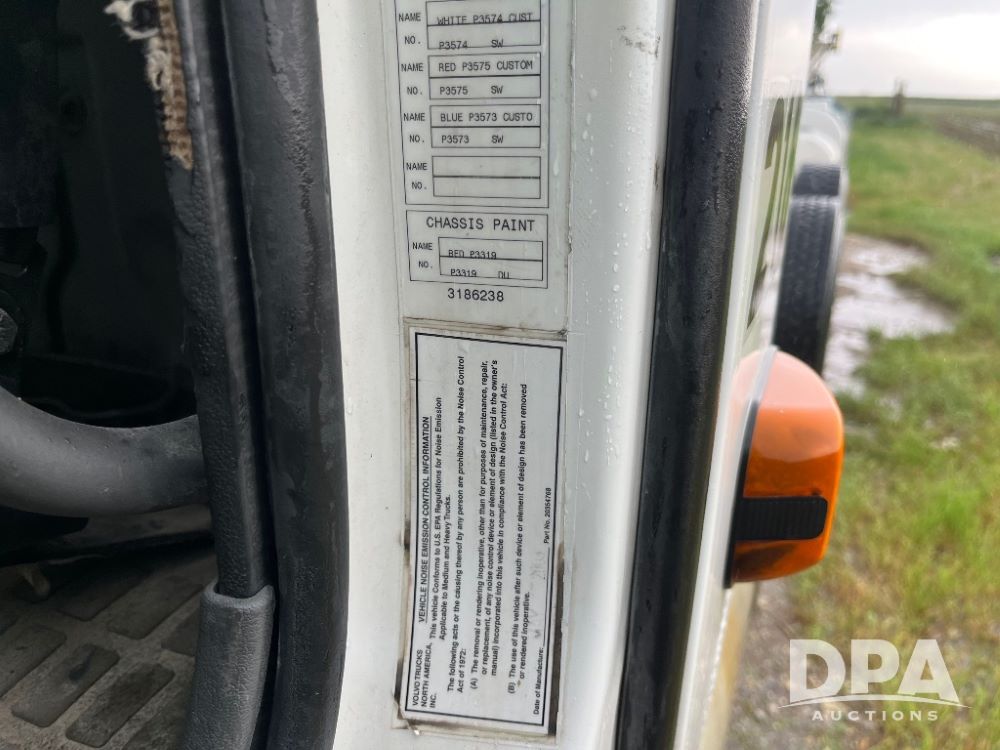 NAME WHITE P3574 CUST
NO. P3574 SW
NAME RED P3575 CUSTOM
NO. P3575 SW
NAME BLUE P3573 CUSTO
NO. P3573 SW
NAME
NO.
CHASSIS PAINT
NAME RED P3319
NO. P3319 DU
3186238
VOLVO TRUCKS
NORTH AMERICA,
INC.
VEHICLE NOISE EMISSION CONTROL INFORMATION
This vehicle Conforms to U.S. EPA Regulations for Noise Emission
Applicable to Medium and Heavy Trucks.
The following acts or the causing thereof by any person are prohibited by the Noise Control
Act of 1972:
(A) The removal or rendering inoperative, other than for purposes of maintenance, repair,
or replacement, of any noise control device or element of design (listed in the owner's
manual) incorporated into this vehicle in compliance with the Noise Control Act:
(B) The use of this vehicle after such device or element of design has been removed
or rendered inoperative.
Date of Manufacture: Part No. 20354768
DPA
AUCTIONS